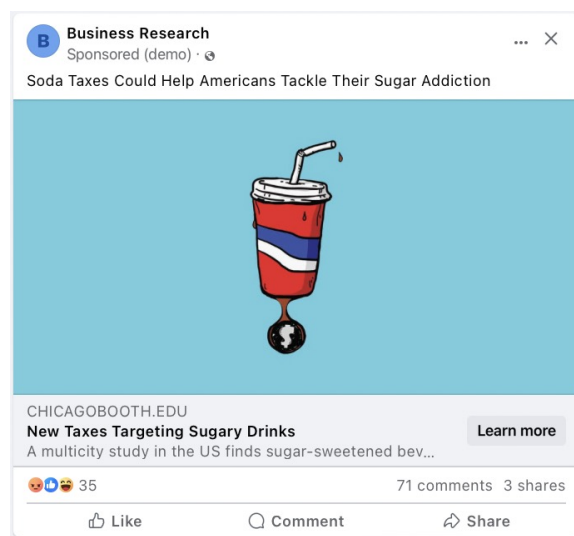 B
Business Research
Sponsored (demo) ·
Soda Taxes Could Help Americans Tackle Their Sugar Addiction
$
CHICAGOBOOTH.EDU
New Taxes Targeting Sugary Drinks
Learn more
A multicity study in the US finds sugar-sweetened bev...
35
71 comments 3 shares
Like
Comment
Share